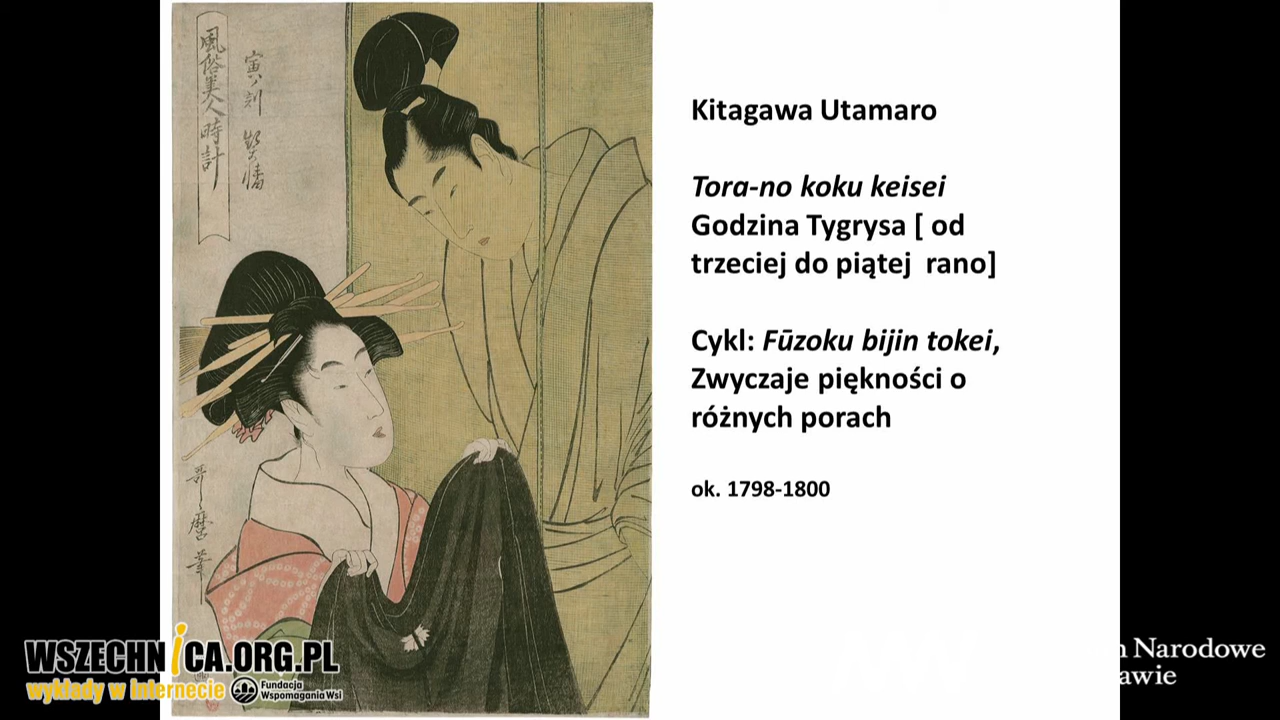 風俗美人時計
寅ノ刻
哥麿筆
Kitagawa Utamaro
Tora-no koku keisei
Godzina Tygrysa [ od
trzeciej do piątej rano]
Cykl: Fūzoku bijin tokei,
Zwyczaje piękności o
różnych porach
ok. 1798-1800
WSZECHNICA.ORG.PL
wykłady w Internecie
Fundacja
Wspomagania Wsi
Narodowe
awie